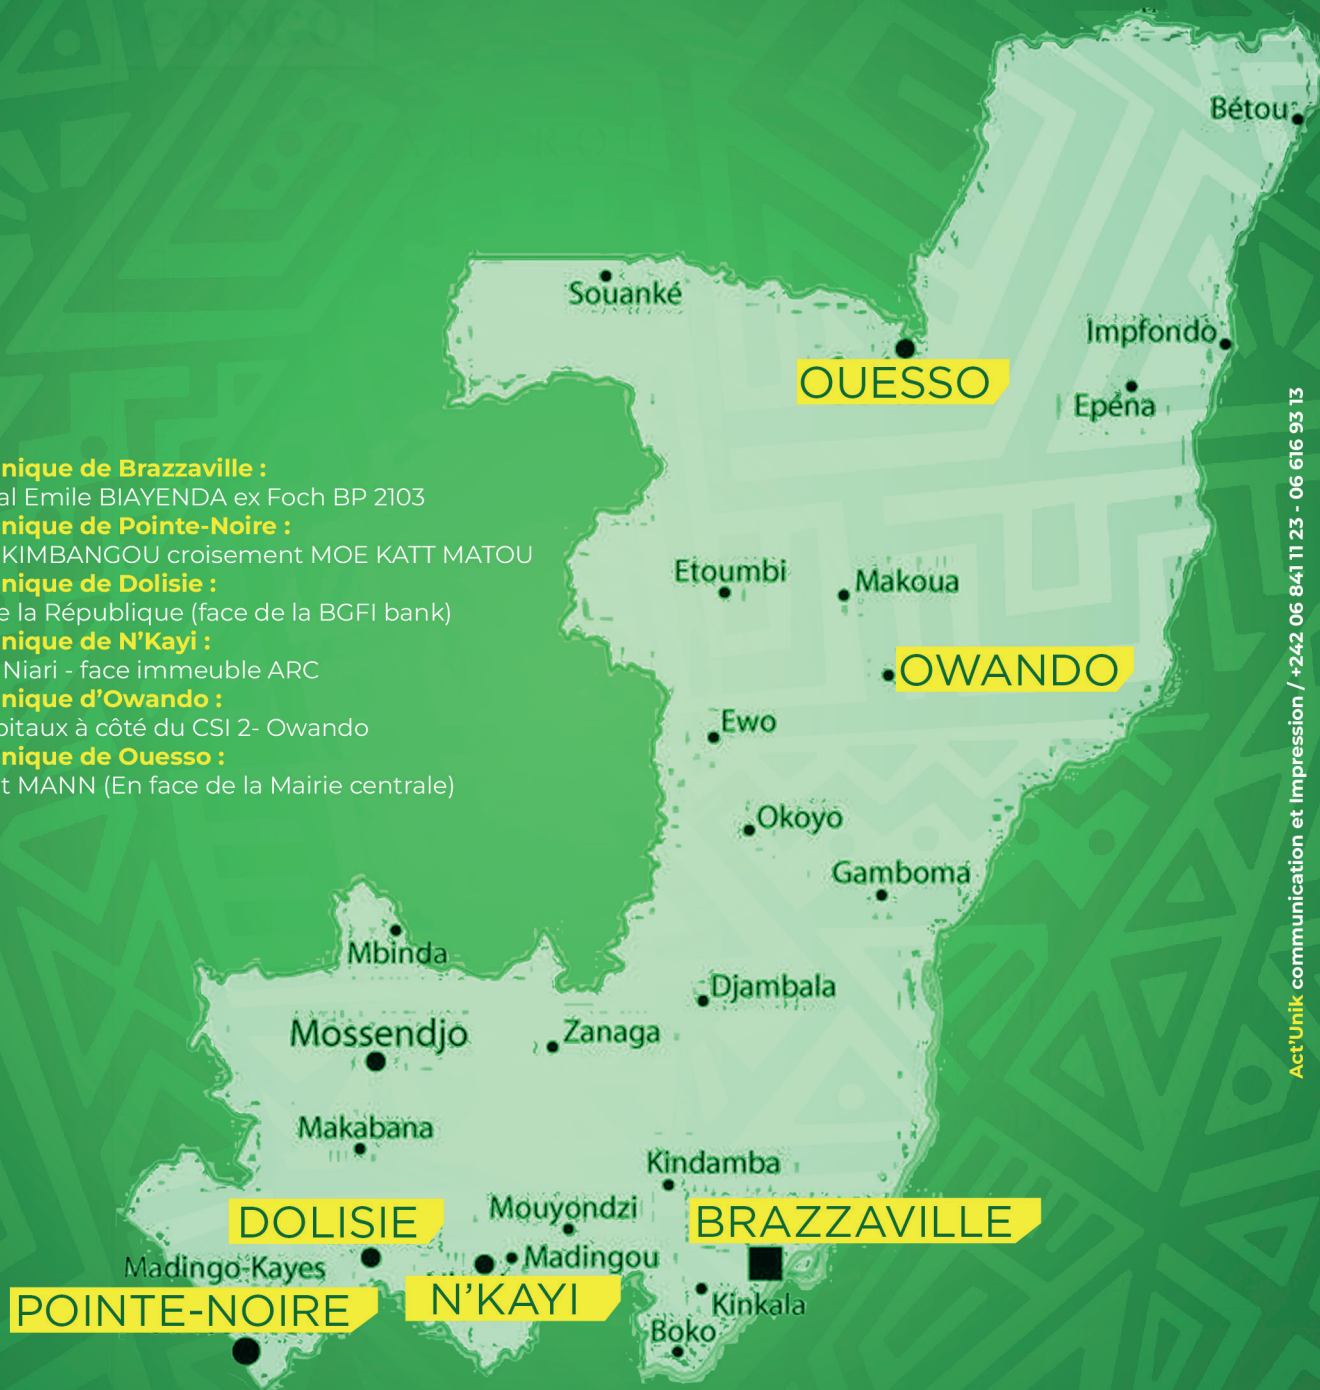 CONGO
Bétou
Souanké
Impfondo
OUESSO
Epéna
nique de Brazzaville :
al Emile BIAYENDA ex Foch BP 2103
nique de Pointe-Noire :
KIMBANGOU croisement MOE KATT MATOU
nique de Dolisie :
e la République (face de la BGFI bank)
nique de N'Kayi :
Niari - face immeuble ARC
nique d'Owando :
pitaux à côté du CSI 2- Owando
nique de Ouesso :
t MANN (En face de la Mairie centrale)
Etoumbi
Makoua
OWANDO
Ewo
Okoyo
Gamboma
Mbinda
Djambala
Mossendjo
Zanaga
Makabana
Kindamba
Mouyondzi
DOLISIE
BRAZZAVILLE
Madingo-Kayes
Madingou
POINTE-NOIRE
N'KAYI
Kinkala
Boko
Act'Unik communication et Impression / +242 06 841 11 23 - 06 616 93 13